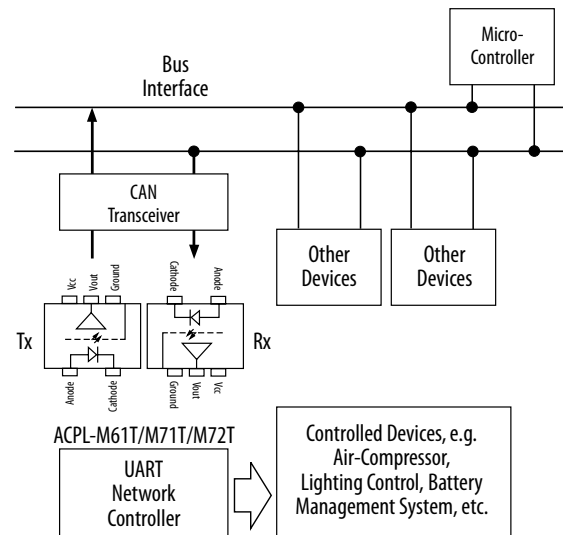 Micro-
Controller
Bus
Interface
CAN
Transceiver
Other
Devices
Other
Devices
Vcc
Vout
Ground
Cathode
Anode
Tx
Rx
Anode
Cathode
Ground
Vout
Vcc
ACPL-M61T/M71T/M72T
UART
Network
Controller
Controlled Devices, e.g.
Air-Compressor,
Lighting Control, Battery
Management System, etc.